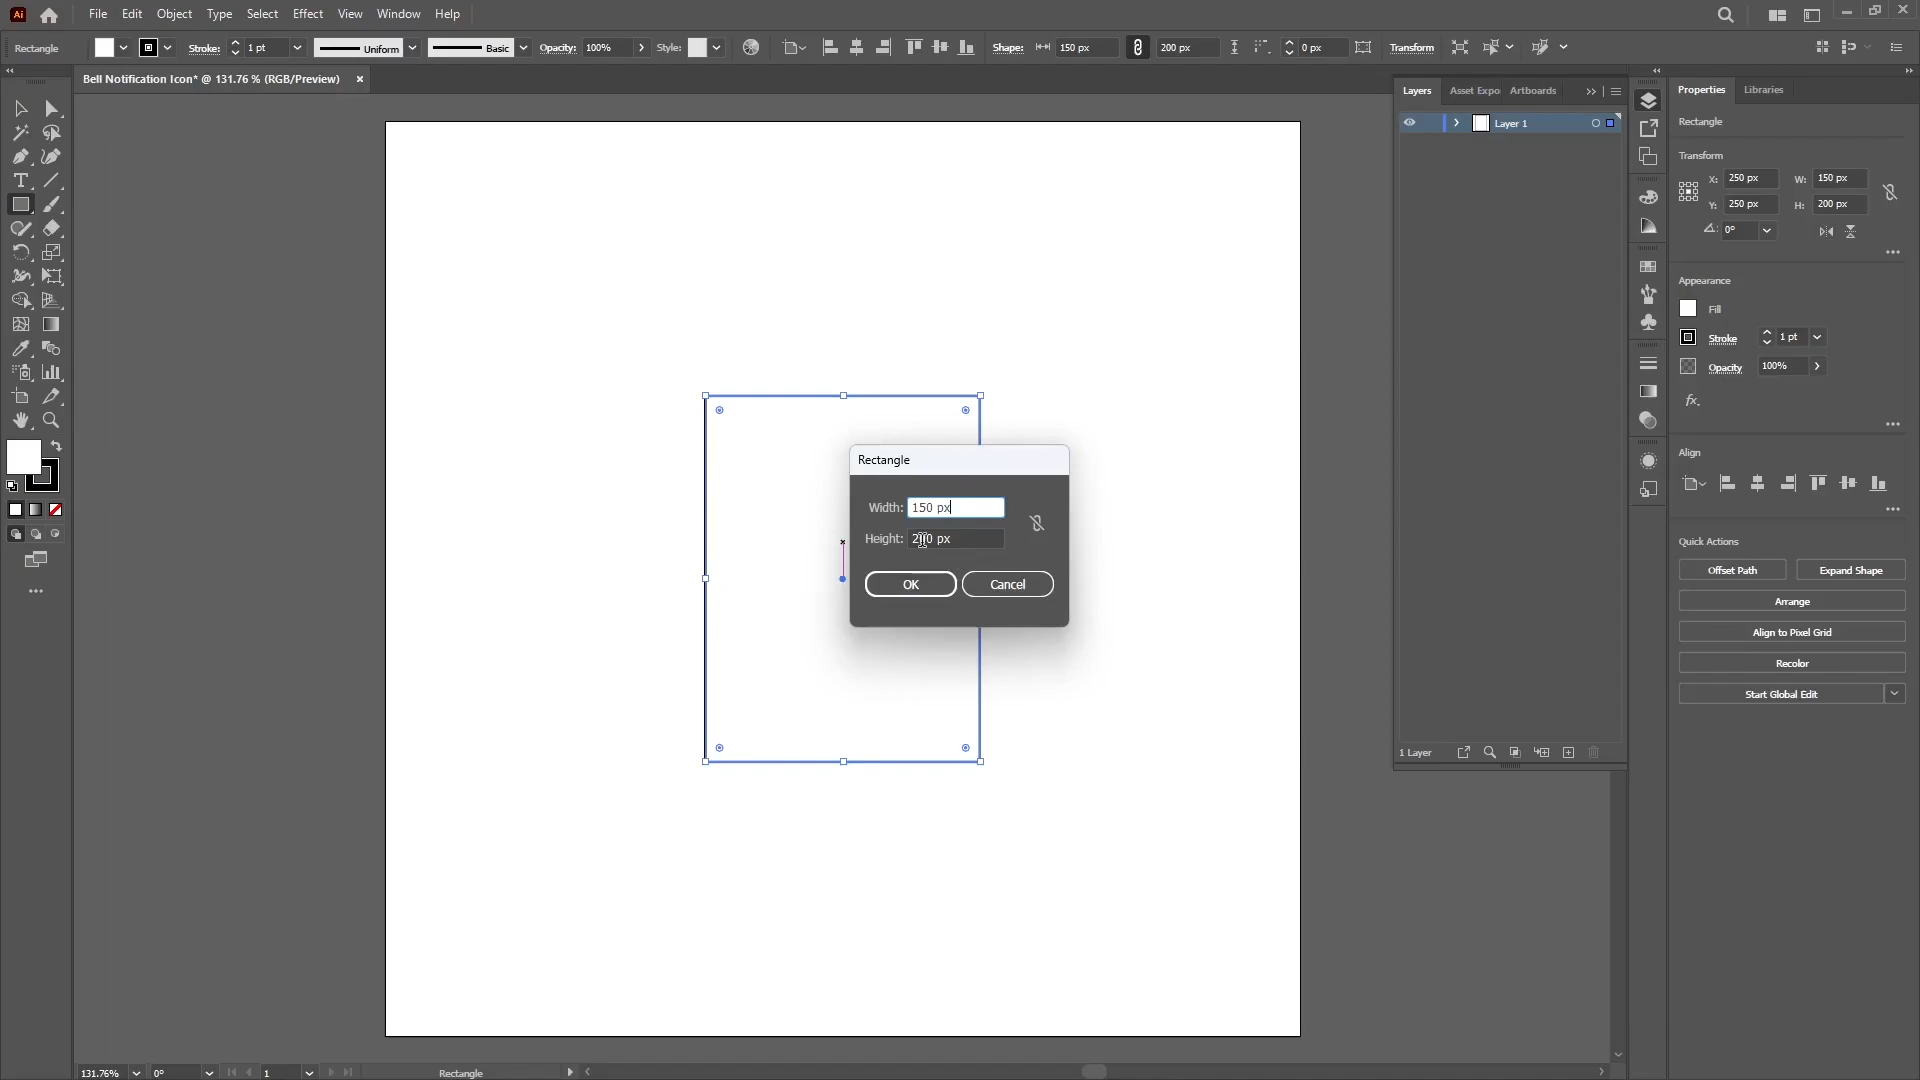 Ai File Edit Object Type Select Effect View Window Help
Rectangle Stroke: 1 pt Uniform Basic Opacity: 100% Style: Shape: 150 px 200 px 0 px Transform
Bell Notification Icon* @ 131.76 % (RGB/Preview)
Layers Asset Expo Artboards
Layer 1
1 Layer
Properties Libraries
Rectangle
Transform
X: 250 px W: 150 px
Y: 250 px H: 200 px
0°
Appearance
Fill
Stroke 1 pt
Opacity 100%
fx.
Align
Quick Actions
Offset Path Expand Shape
Arrange
Align to Pixel Grid
Recolor
Start Global Edit
Rectangle
Width: 150 px
Height: 200 px
OK Cancel
131.76% 0° 1 Rectangle